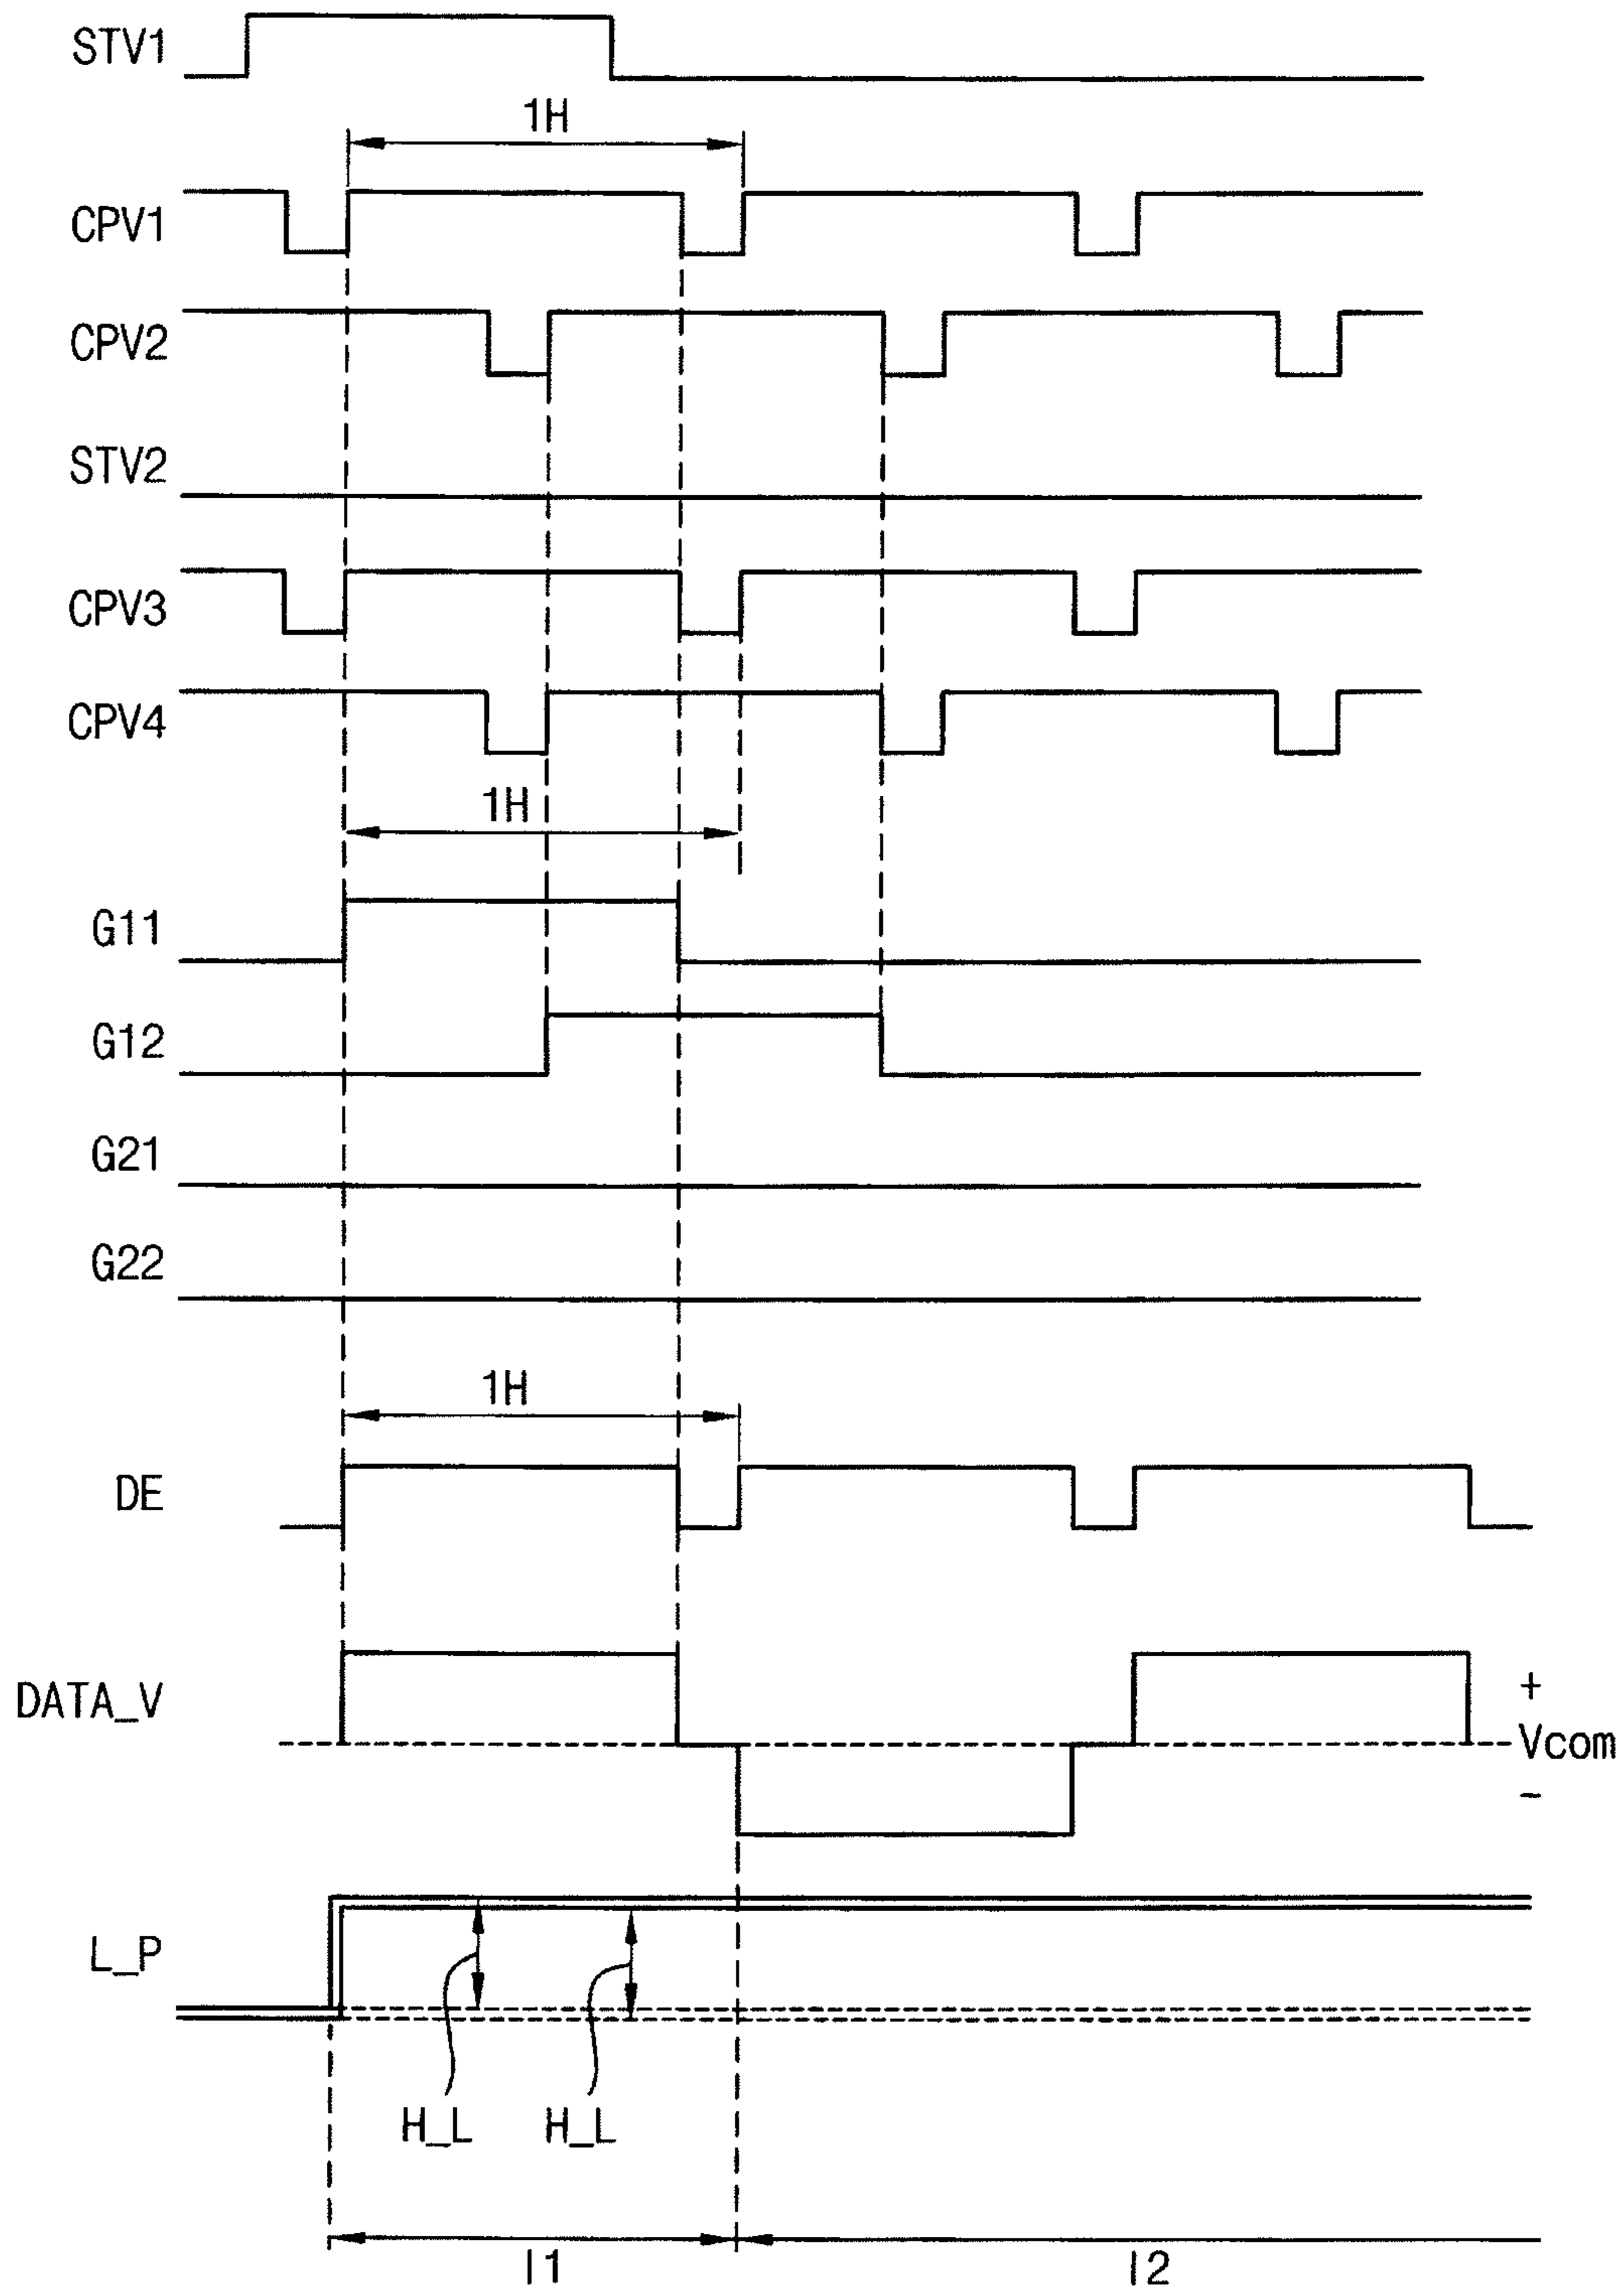 STV1
1H
CPV1
CPV2
STV2
CPV3
CPV4
1H
G11
G12
G21
G22
1H
DE
DATA_V
+
Vcom
-
L_P
H_L H_L
I1 I2